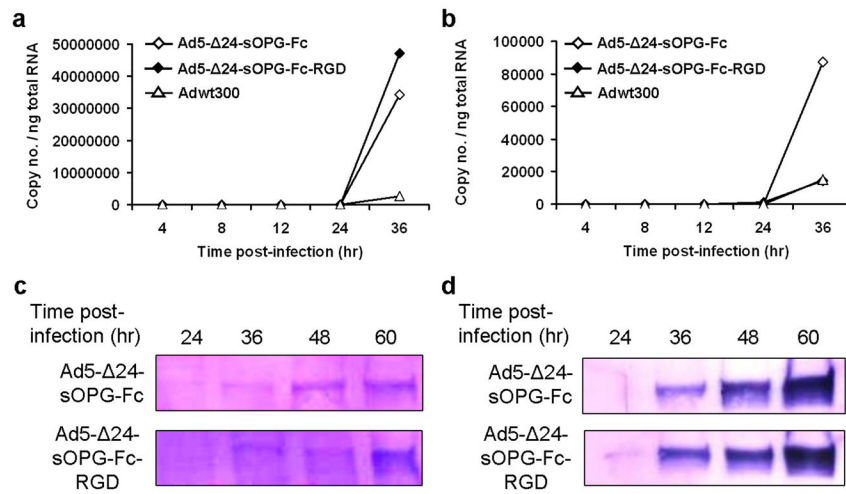 a
Copy no. / ng total RNA
50000000
40000000
30000000
20000000
10000000
0
Ad5-Δ24-sOPG-Fc
Ad5-Δ24-sOPG-Fc-RGD
Adwt300
4 8 12 24 36
Time post-infection (hr)
b
Copy no. / ng total RNA
100000
80000
60000
40000
20000
0
Ad5-Δ24-sOPG-Fc
Ad5-Δ24-sOPG-Fc-RGD
Adwt300
4 8 12 24 36
Time post-infection (hr)
c
Time post-
infection (hr) 24 36 48 60
Ad5-Δ24-
sOPG-Fc
Ad5-Δ24-
sOPG-Fc-
RGD
d
Time post-
infection (hr) 24 36 48 60
Ad5-Δ24-
sOPG-Fc
Ad5-Δ24-
sOPG-Fc-
RGD